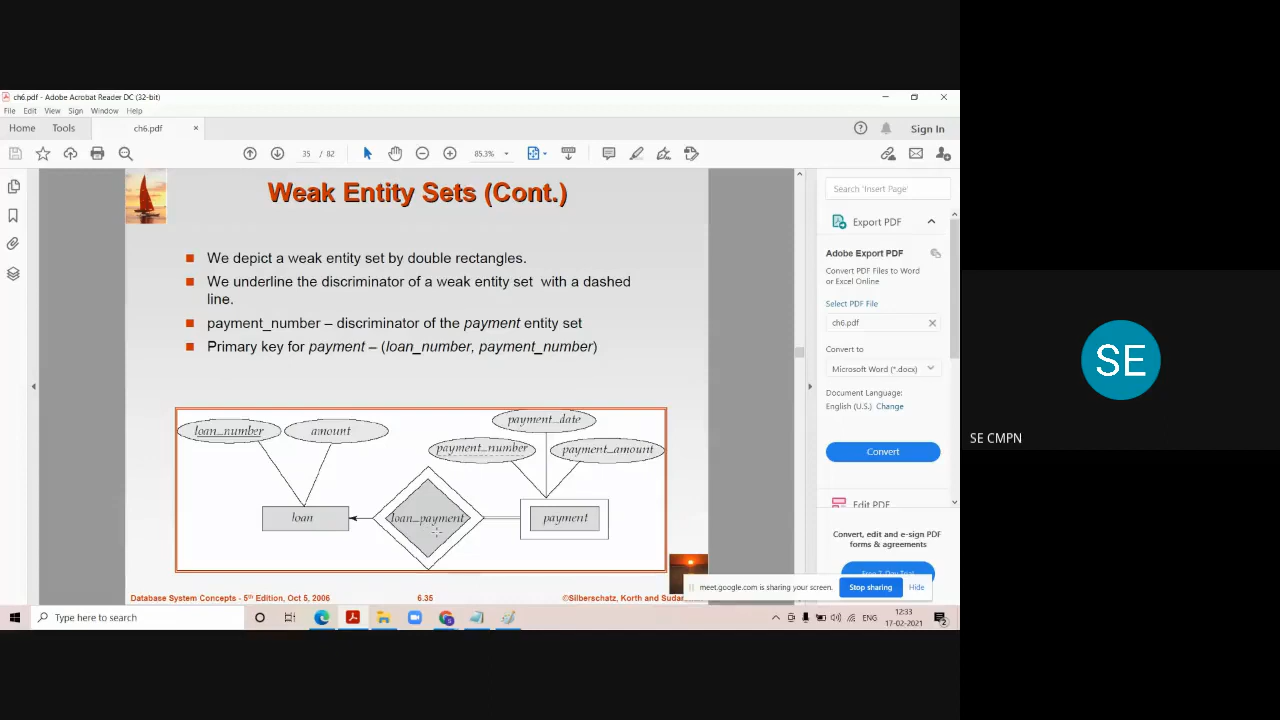 ch6.pdf - Adobe Acrobat Reader DC (32-bit)
File Edit View Sign Window Help
Home Tools ch6.pdf × Sign In
35 / 82 85.3%
Weak Entity Sets (Cont.)
We depict a weak entity set by double rectangles.
We underline the discriminator of a weak entity set with a dashed
line.
payment_number – discriminator of the payment entity set
Primary key for payment – (loan_number, payment_number)
payment_date
loan_number amount payment_number payment_amount
loan loan_payment payment
Database System Concepts - 5th Edition, Oct 5, 2006 6.35 ©Silberschatz, Korth and
Search 'Insert Page'
Export PDF
Adobe Export PDF
Convert PDF Files to Word
or Excel Online
Select PDF File
ch6.pdf
Convert to
Microsoft Word (*.docx)
Document Language:
English (U.S.) Change
Convert
Edit PDF
Convert, edit and e-sign PDF
forms & agreements
meet.google.com is sharing your screen. Stop sharing Hide
Type here to search
ENG
12:33
17-02-2021
2
SE
SE CMPN